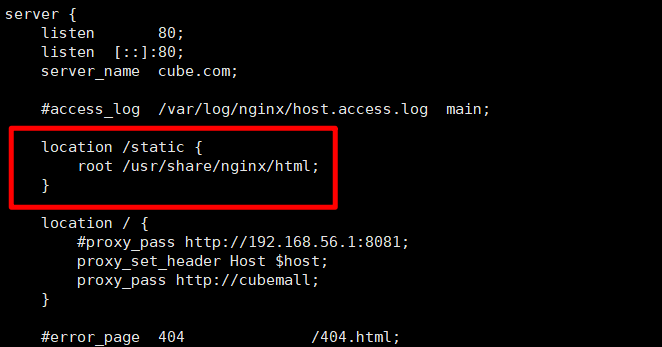 server {
    listen       80;
    listen  [::]:80;
    server_name  cube.com;
    #access_log  /var/log/nginx/host.access.log  main;
    location /static {
        root /usr/share/nginx/html;
    }
    location / {
        #proxy_pass http://192.168.56.1:8081;
        proxy_set_header Host $host;
        proxy_pass http://cubemall;
    }
    #error_page  404              /404.html;